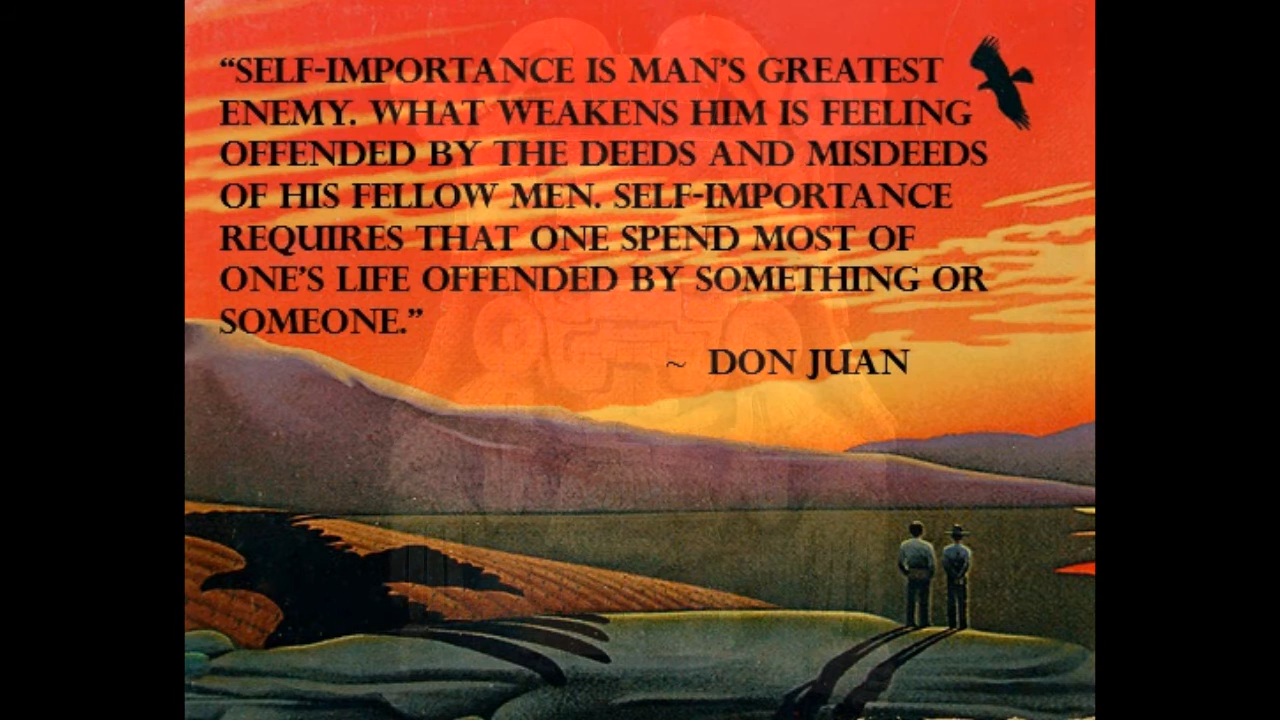 “SELF-IMPORTANCE IS MAN’S GREATEST
ENEMY. WHAT WEAKENS HIM IS FEELING
OFFENDED BY THE DEEDS AND MISDEEDS
OF HIS FELLOW MEN. SELF-IMPORTANCE
REQUIRES THAT ONE SPEND MOST OF
ONE’S LIFE OFFENDED BY SOMETHING OR
SOMEONE.”
~ DON JUAN